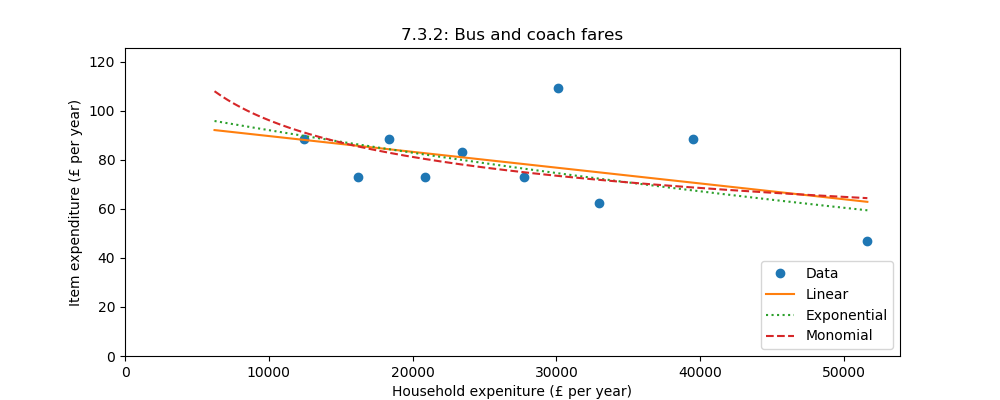 7.3.2: Bus and coach fares
Item expenditure (£ per year)
120
100
80
60
40
20
0
0 10000 20000 30000 40000 50000
Household expeniture (£ per year)
Data
Linear
Exponential
Monomial